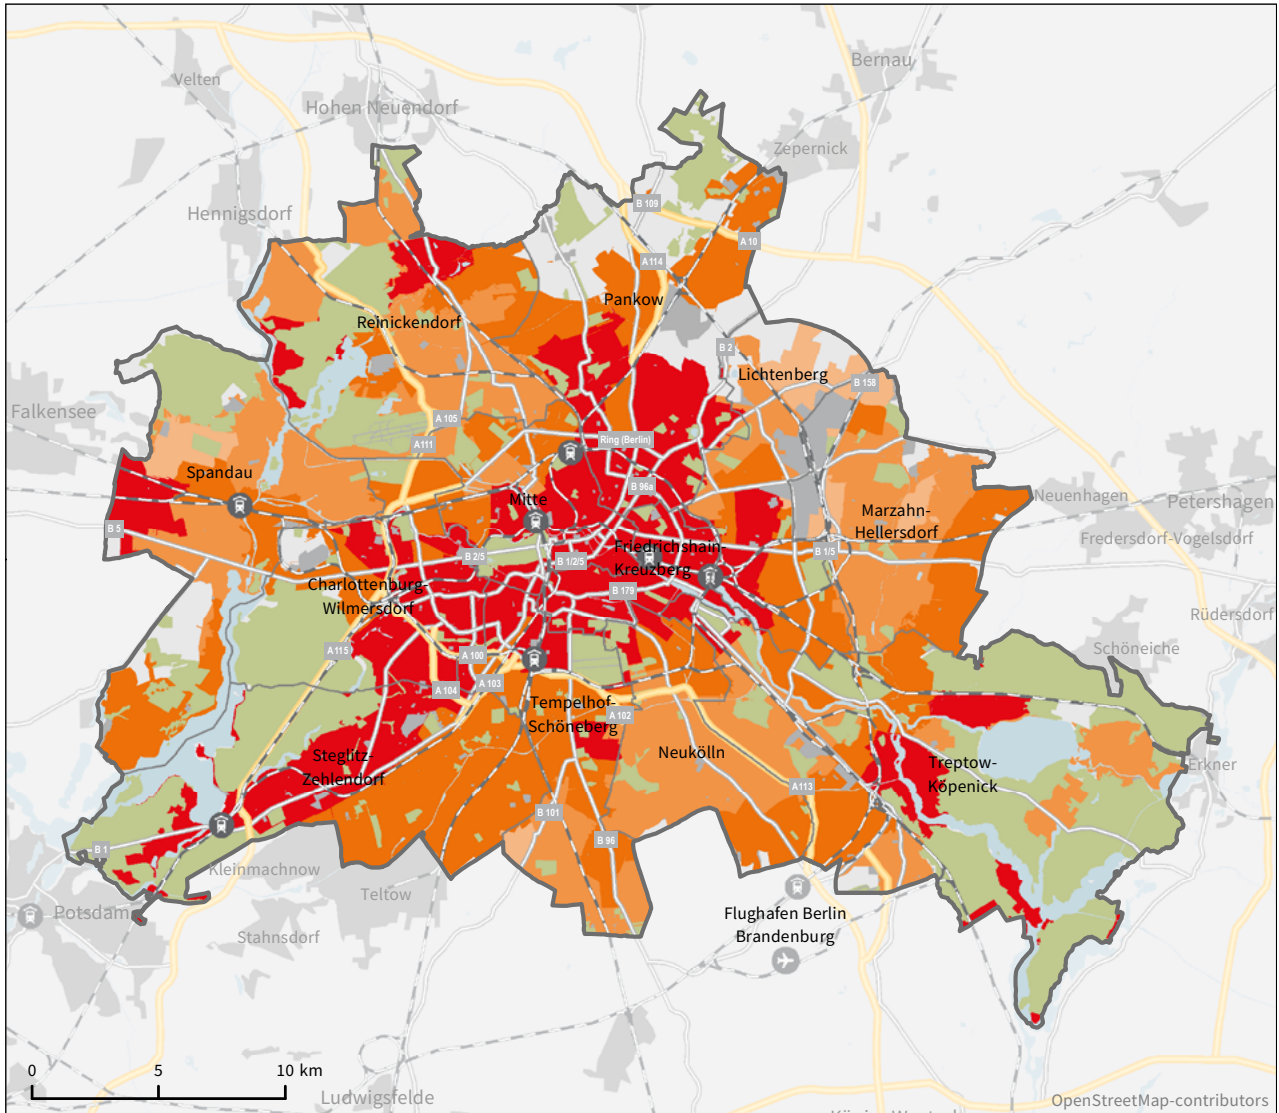 Bernau
Velten
Hohen Neuendorf
Zepernick
Hennigsdorf
B 109
A 10
A 114
Pankow
Reinickendorf
B 2
Lichtenberg
B 158
Falkensee
A 105
A111
Ring (Berlin)
Spandau
B 96a
Mitte
Neuenhagen
Petershagen
Marzahn-
Hellersdorf
B 5
Fredersdorf-Vogelsdorf
B 2/5
B 1/2/5
Friedrichshain-
Kreuzberg
B 1/5
Charlottenburg-
Wilmersdorf
B 179
Rüdersdorf
A 115
A 100
Schöneiche
A 104
A 103
Tempelhof-
Schöneberg
A 102
Steglitz-
Zehlendorf
Neukölln
Treptow-
Köpenick
Erkner
A113
B 101
B 96
B 1
Kleinmachnow
Teltow
Potsdam
Stahnsdorf
Flughafen Berlin
Brandenburg
0 5 10 km
Ludwigsfelde
OpenStreetMap-contributors